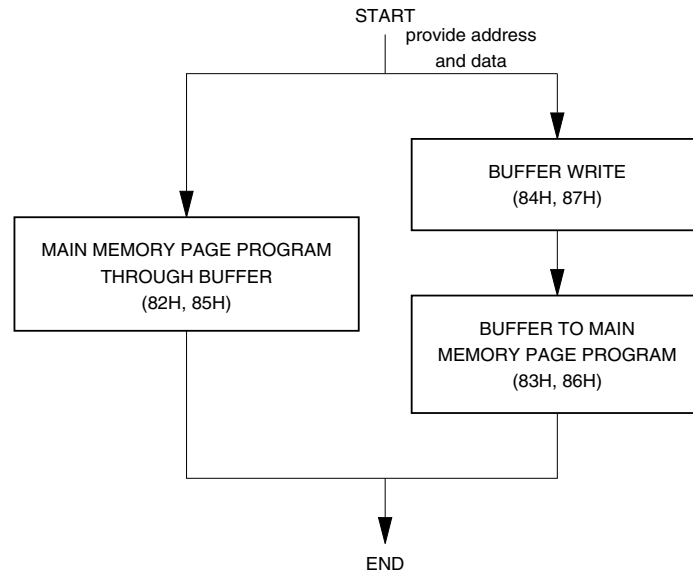 START
provide address
and data
BUFFER WRITE
(84H, 87H)
MAIN MEMORY PAGE PROGRAM
THROUGH BUFFER
(82H, 85H)
BUFFER TO MAIN
MEMORY PAGE PROGRAM
(83H, 86H)
END